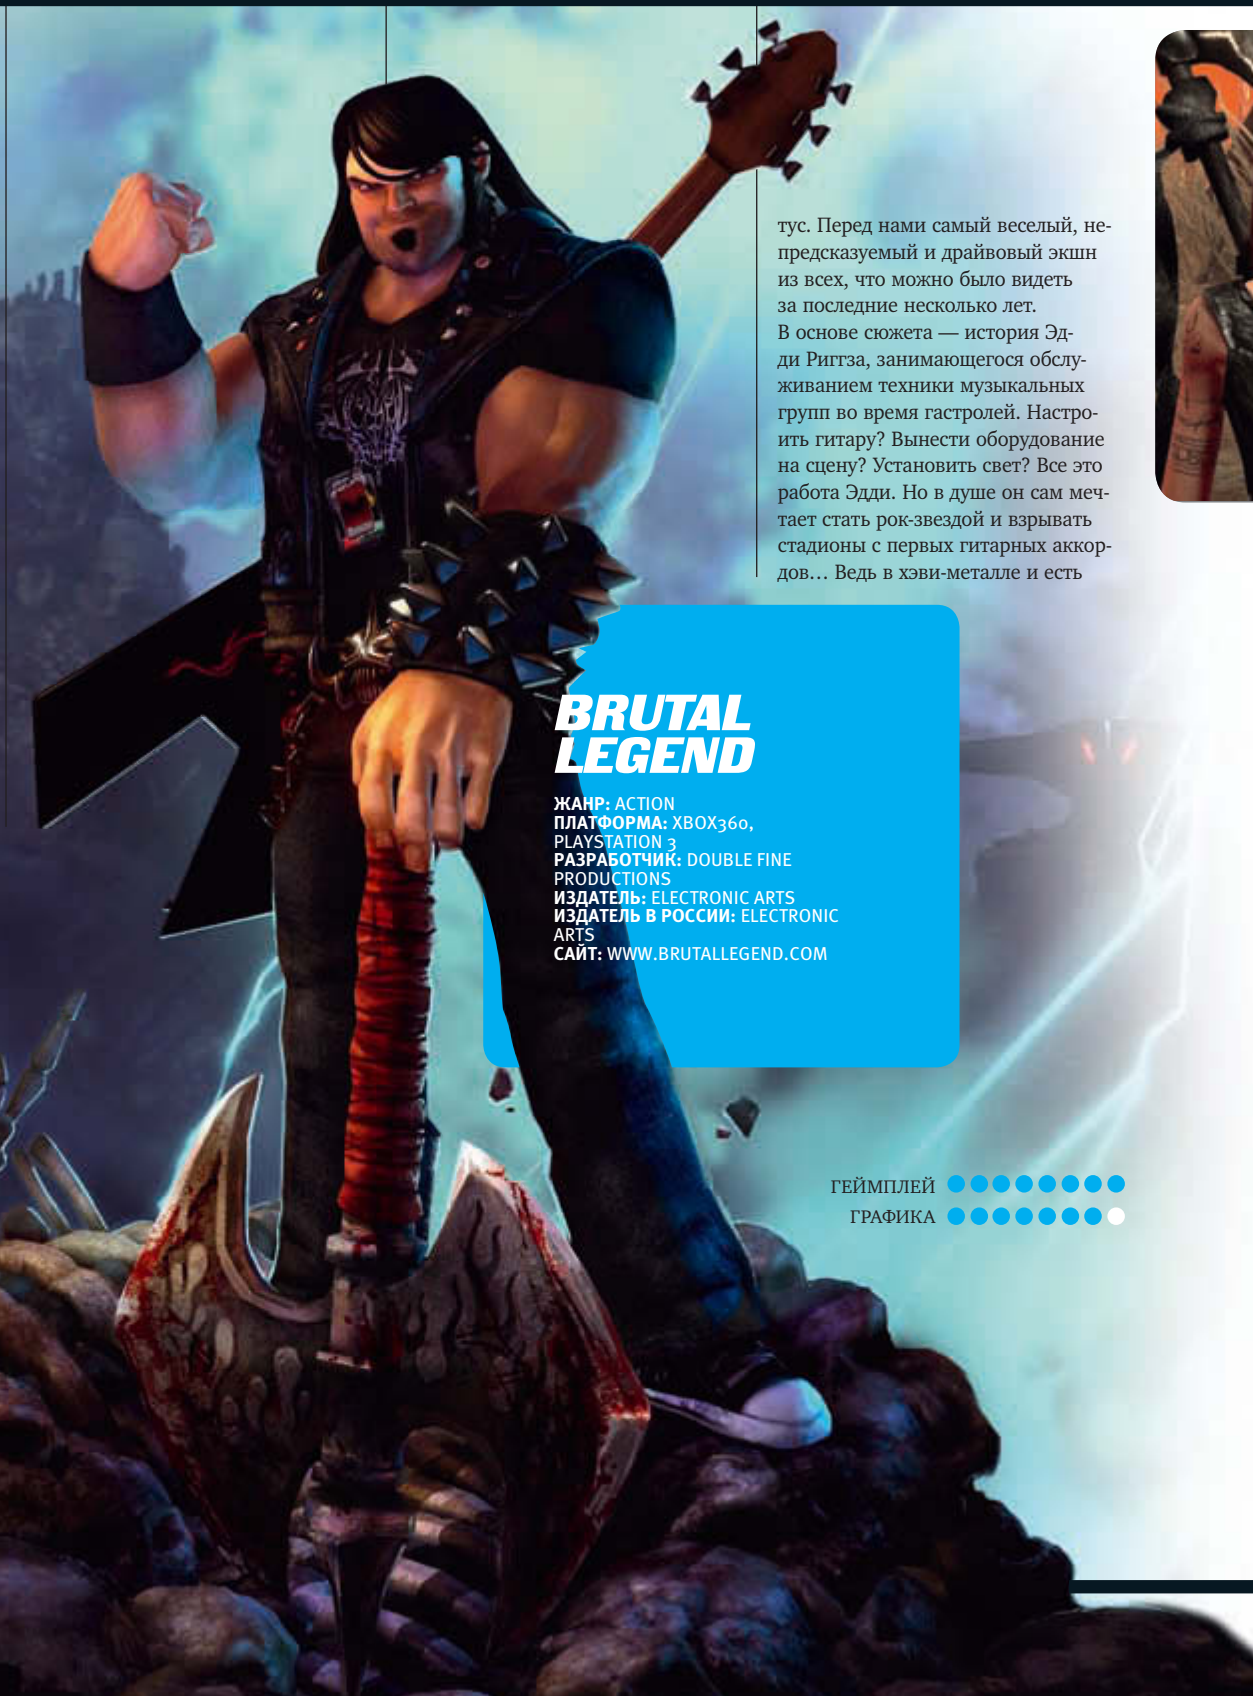 тус. Перед нами самый веселый, не-
предсказуемый и драйвовый экшн
из всех, что можно было видеть
за последние несколько лет.
В основе сюжета — история Эд-
ди Риггза, занимающегося обслу-
живанием техники музыкальных
групп во время гастролей. Настро-
ить гитару? Вынести оборудование
на сцену? Установить свет? Все это
работа Эдди. Но в душе он сам меч-
тает стать рок-звездой и взрывать
стадионы с первых гитарных аккор-
дов… Ведь в хэви-металле и есть
BRUTAL
LEGEND
ЖАНР: ACTION
ПЛАТФОРМА: XBOX360,
PLAYSTATION 3
РАЗРАБОТЧИК: DOUBLE FINE
PRODUCTIONS
ИЗДАТЕЛЬ: ELECTRONIC ARTS
ИЗДАТЕЛЬ В РОССИИ: ELECTRONIC
ARTS
САЙТ: WWW.BRUTALLEGEND.COM
ГЕЙМПЛЕЙ
ГРАФИКА